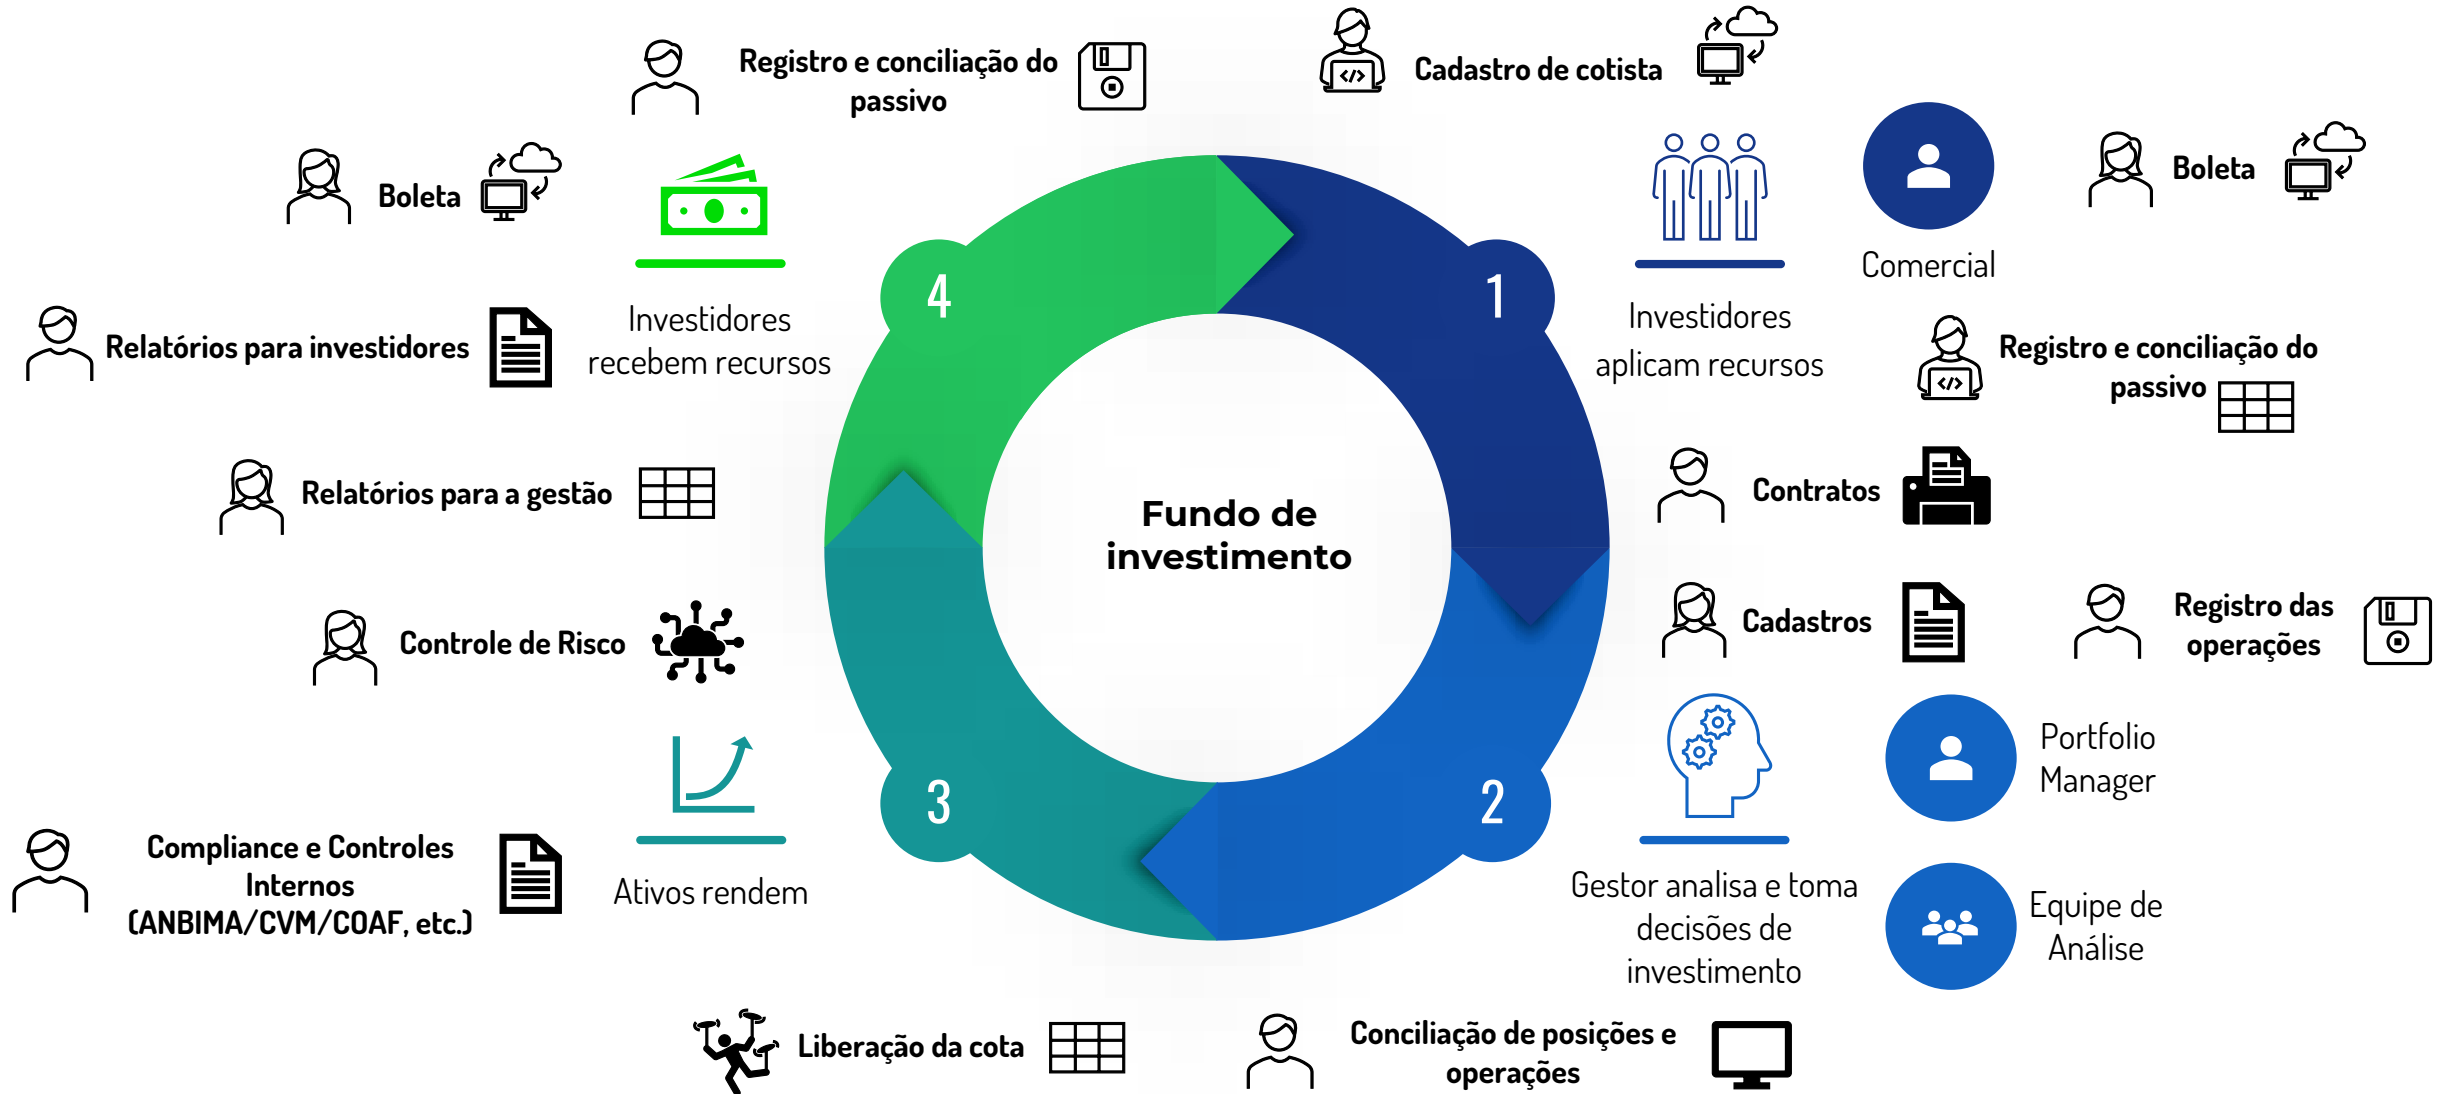 Registro e conciliação do
passivo
Cadastro de cotista
Boleta
Boleta
Comercial
4
1
Investidores
recebem recursos
Investidores
aplicam recursos
Relatórios para investidores
Registro e conciliação do
passivo
Relatórios para a gestão
Contratos
Fundo de
investimento
Controle de Risco
Cadastros
Registro das
operações
Portfolio
Manager
3
2
Compliance e Controles
Internos
(ANBIMA/CVM/COAF, etc.)
Ativos rendem
Gestor analisa e toma
decisões de
investimento
Equipe de
Análise
Liberação da cota
Conciliação de posições e
operações